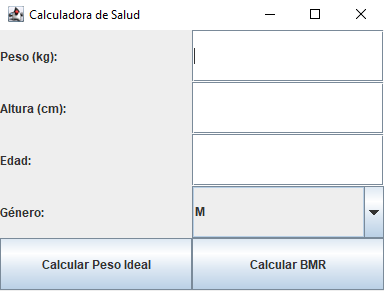 Calculadora de Salud
Peso (kg):
Altura (cm):
Edad:
Género:
M
Calcular Peso Ideal
Calcular BMR